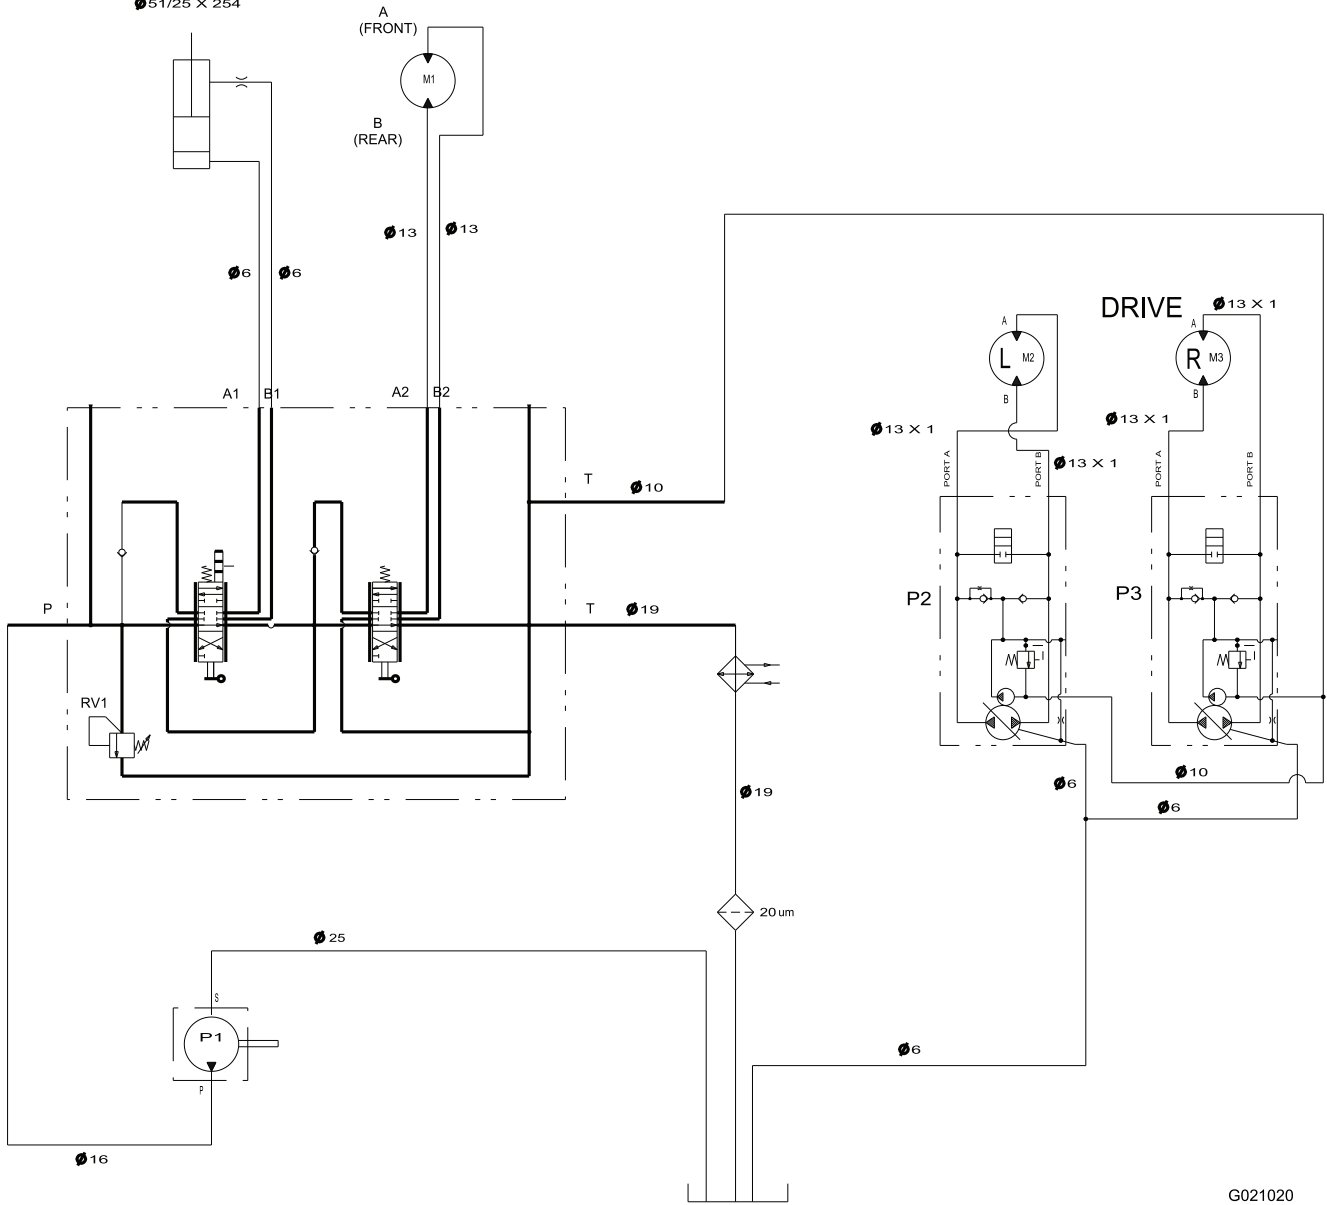 Ø51/25 X 254
A
(FRONT)
M1
B
(REAR)
Ø13
Ø13
Ø6
Ø6
DRIVE
Ø13 X 1
A
L M2
B
A
R M3
B
Ø13 X 1
Ø13 X 1
Ø13 X 1
A1
B1
A2
B2
PORT A
PORT B
PORT A
PORT B
T
Ø10
P
T
Ø19
P2
P3
RV1
Ø19
Ø6
Ø10
Ø6
20 um
Ø25
S
P1
P
Ø6
Ø16
G021020